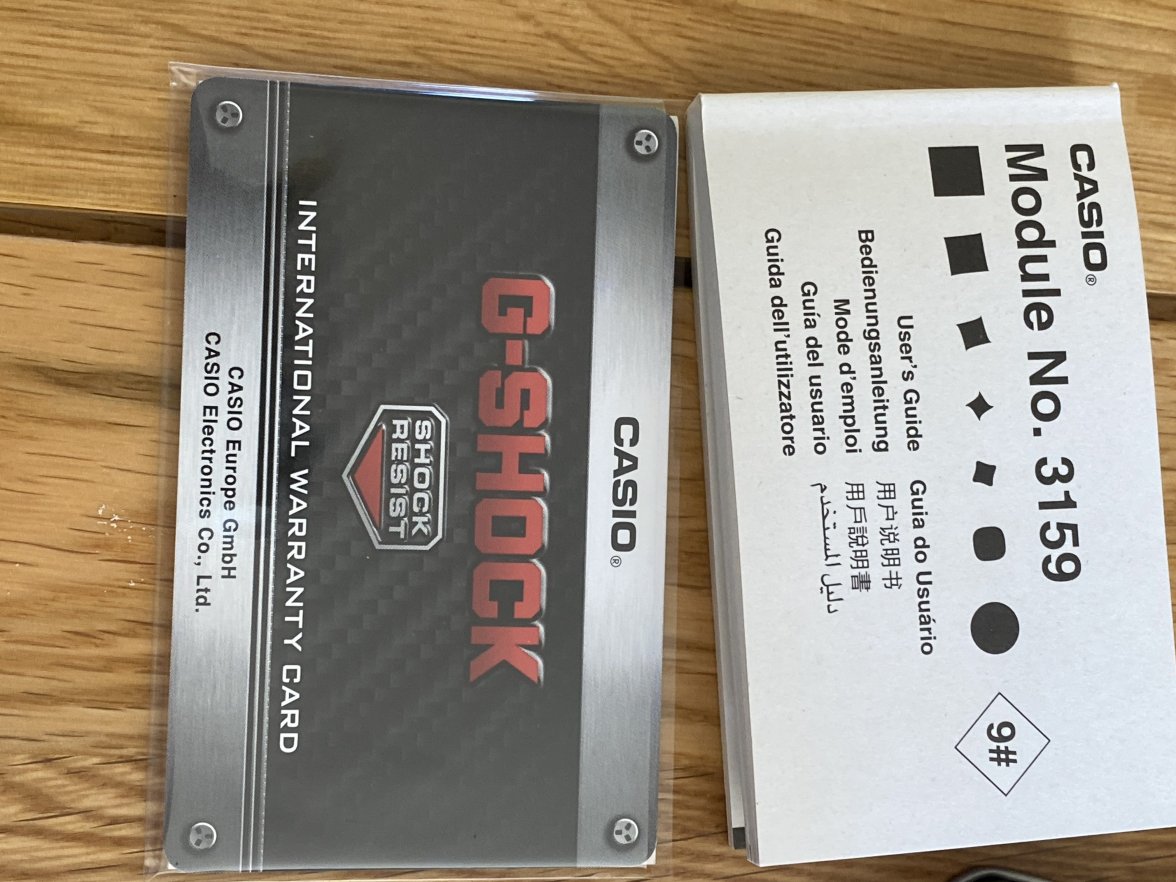 CASIO®
Module No. 3159
9#
User's Guide
Bedienungsanleitung
Mode d'emploi
Guía del usuario
Guida dell'utilizzatore
Guia do Usuário
用户说明书
用戶說明書
دليل المستخدم
CASIO®
G-SHOCK
SHOCK
RESIST
INTERNATIONAL WARRANTY CARD
CASIO Europe GmbH
CASIO Electronics Co., Ltd.